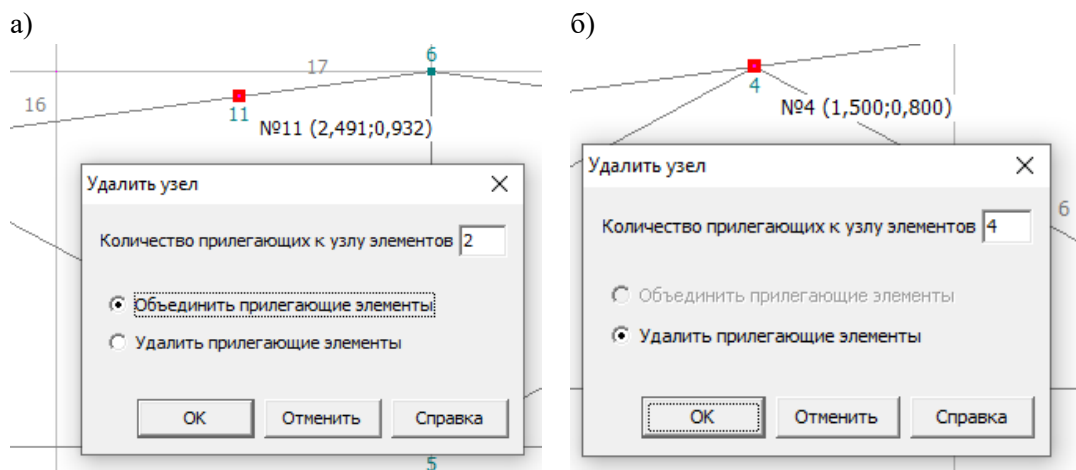 а)
6
17
16
11
№11 (2,491;0,932)
Удалить узел
Количество прилегающих к узлу элементов 2
Объединить прилегающие элементы
Удалить прилегающие элементы
ОК
Отменить
Справка
5
б)
4
№4 (1,500;0,800)
Удалить узел
6
Количество прилегающих к узлу элементов 4
Объединить прилегающие элементы
Удалить прилегающие элементы
ОК
Отменить
Справка